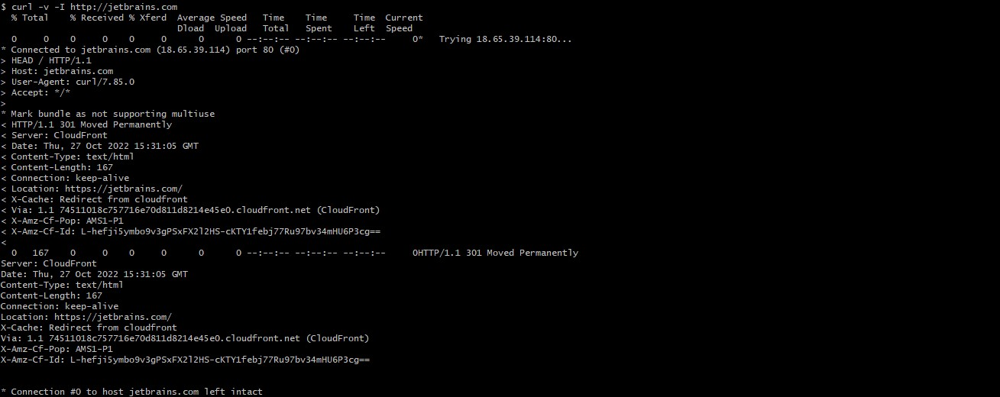 $ curl -v -I http://jetbrains.com
  % Total    % Received % Xferd  Average Speed   Time    Time     Time  Current
                                 Dload  Upload   Total   Spent    Left  Speed
  0     0    0     0    0     0      0      0 --:--:-- --:--:-- --:--:--     0*   Trying 18.65.39.114:80...
* Connected to jetbrains.com (18.65.39.114) port 80 (#0)
> HEAD / HTTP/1.1
> Host: jetbrains.com
> User-Agent: curl/7.85.0
> Accept: */*
>
* Mark bundle as not supporting multiuse
< HTTP/1.1 301 Moved Permanently
< Server: CloudFront
< Date: Thu, 27 Oct 2022 15:31:05 GMT
< Content-Type: text/html
< Content-Length: 167
< Connection: keep-alive
< Location: https://jetbrains.com/
< X-Cache: Redirect from cloudfront
< Via: 1.1 74511018c757716e70d811d8214e45e0.cloudfront.net (CloudFront)
< X-Amz-Cf-Pop: AMS1-P1
< X-Amz-Cf-Id: L-hefji5ymbo9v3gPSxFX2l2HS-cKTY1febj77Ru97bv34mHU6P3cg==
<
  0   167    0     0    0     0      0      0 --:--:-- --:--:-- --:--:--     0HTTP/1.1 301 Moved Permanently
Server: CloudFront
Date: Thu, 27 Oct 2022 15:31:05 GMT
Content-Type: text/html
Content-Length: 167
Connection: keep-alive
Location: https://jetbrains.com/
X-Cache: Redirect from cloudfront
Via: 1.1 74511018c757716e70d811d8214e45e0.cloudfront.net (CloudFront)
X-Amz-Cf-Pop: AMS1-P1
X-Amz-Cf-Id: L-hefji5ymbo9v3gPSxFX2l2HS-cKTY1febj77Ru97bv34mHU6P3cg==
* Connection #0 to host jetbrains.com left intact